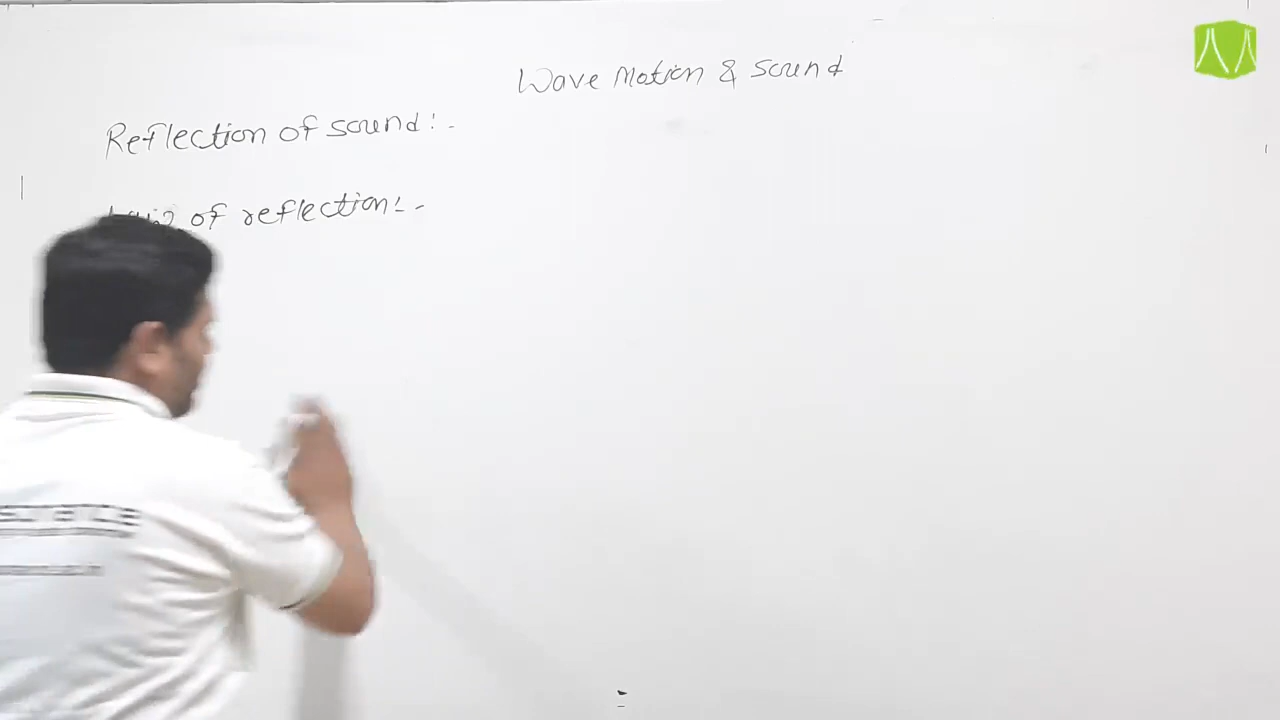 Wave Motion & Sound
Reflection of sound:-
of reflection:-